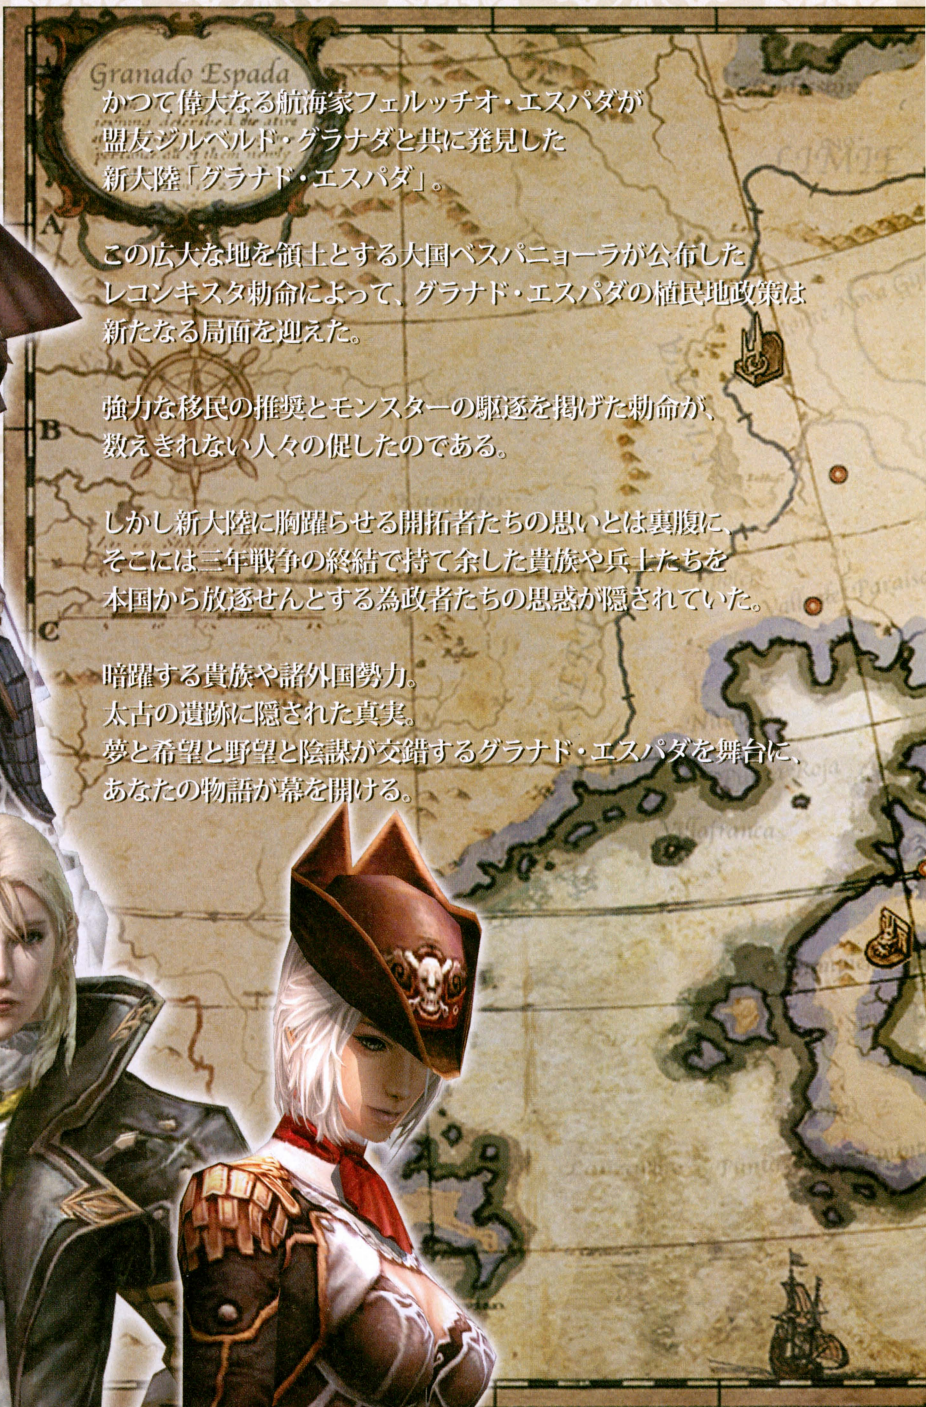 Granado Espada
かつて偉大なる航海家フェルッチオ・エスパダが
盟友ジルベルド・グラナダと共に発見した
新大陸「グラナド・エスパダ」。
この広大な地を領土とする大国ベスパニョーラが公布した
レコンキスタ勅命によって、グラナド・エスパダの植民地政策は
新たなる局面を迎えた。
強力な移民の推奨とモンスターの駆逐を掲げた勅命が、
数えきれない人々の促したのである。
しかし新大陸に胸躍らせる開拓者たちの思いとは裏腹に、
そこには三年戦争の終結で持て余した貴族や兵士たちを
本国から放逐せんとする為政者たちの思惑が隠されていた。
暗躍する貴族や諸外国勢力。
太古の遺跡に隠された真実。
夢と希望と野望と陰謀が交錯するグラナド・エスパダを舞台に、
あなたの物語が幕を開ける。
A
B
C